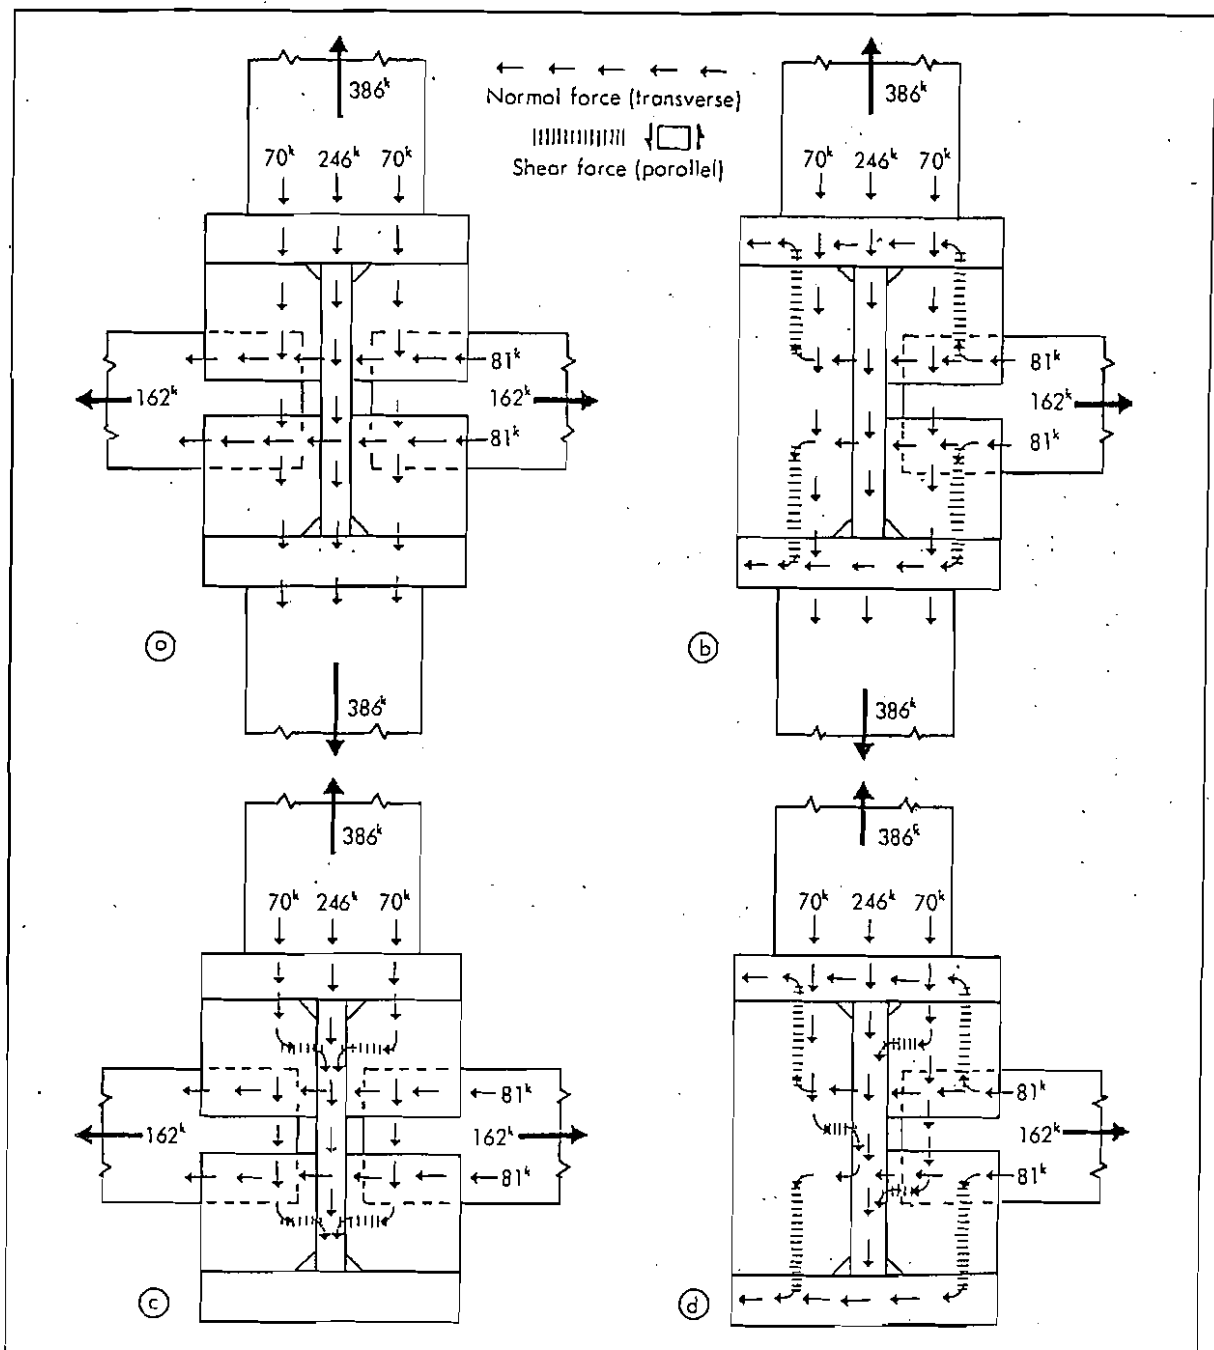 386ᵏ
70ᵏ 246ᵏ 70ᵏ
81ᵏ
162ᵏ
162ᵏ
81ᵏ
386ᵏ
a
Normal force (transverse)
Shear force (parallel)
386ᵏ
70ᵏ 246ᵏ 70ᵏ
81ᵏ
162ᵏ
81ᵏ
386ᵏ
b
386ᵏ
70ᵏ 246ᵏ 70ᵏ
81ᵏ
162ᵏ
162ᵏ
81ᵏ
c
386ᵏ
70ᵏ 246ᵏ 70ᵏ
81ᵏ
162ᵏ
81ᵏ
d